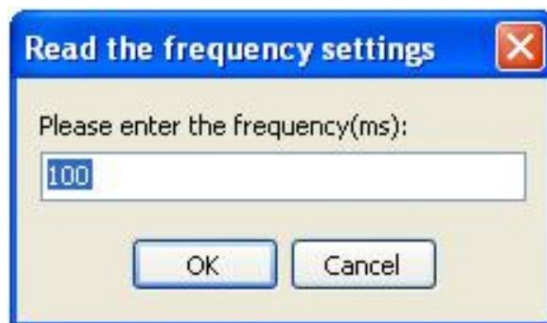 Read the frequency settings
Please enter the frequency(ms):
100
OK
Cancel